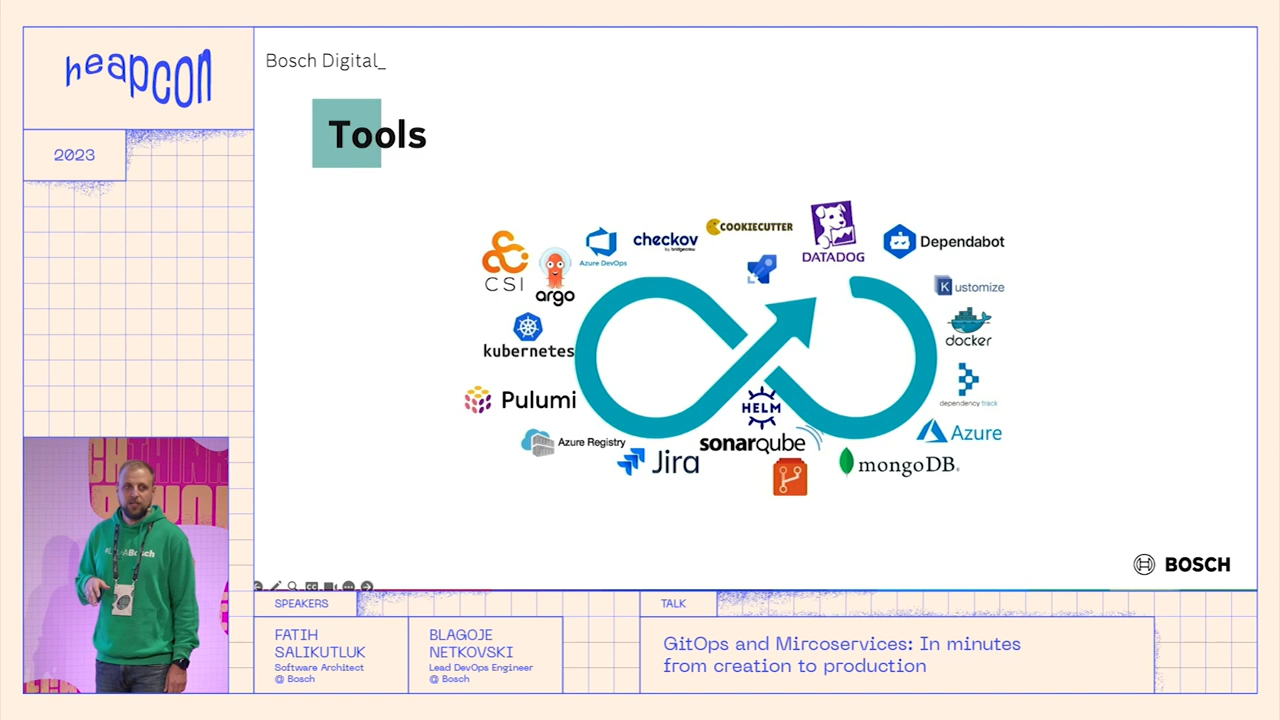 heapcon
2023
Bosch Digital_
Tools
CSI
argo
Azure DevOps
checkov
by bridgecrew
COOKIECUTTER
DATADOG
Dependabot
Kustomize
docker
dependency track
Azure
mongoDB
kubernetes
Pulumi
Azure Registry
Jira
HELM
sonarqube
BOSCH
SPEAKERS
FATIH
SALIKUTLUK
Software Architect
@ Bosch
BLAGOJE
NETKOVSKI
Lead DevOps Engineer
@ Bosch
TALK
GitOps and Mircoservices: In minutes
from creation to production